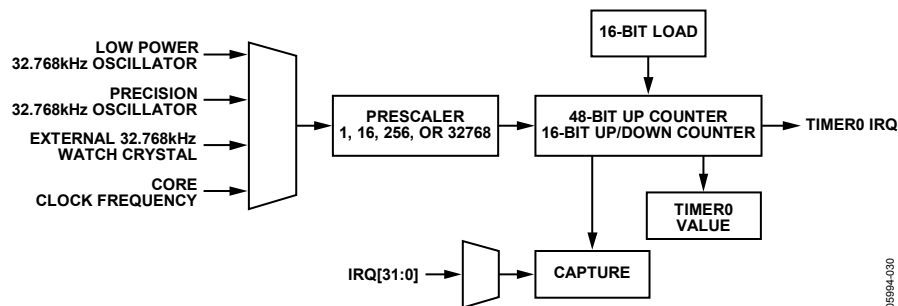 LOW POWER
32.768kHz OSCILLATOR
PRECISION
32.768kHz OSCILLATOR
EXTERNAL 32.768kHz
WATCH CRYSTAL
CORE
CLOCK FREQUENCY
PRESCALER
1, 16, 256, OR 32768
16-BIT LOAD
48-BIT UP COUNTER
16-BIT UP/DOWN COUNTER
TIMER0 IRQ
TIMER0
VALUE
IRQ[31:0]
CAPTURE
05994-030